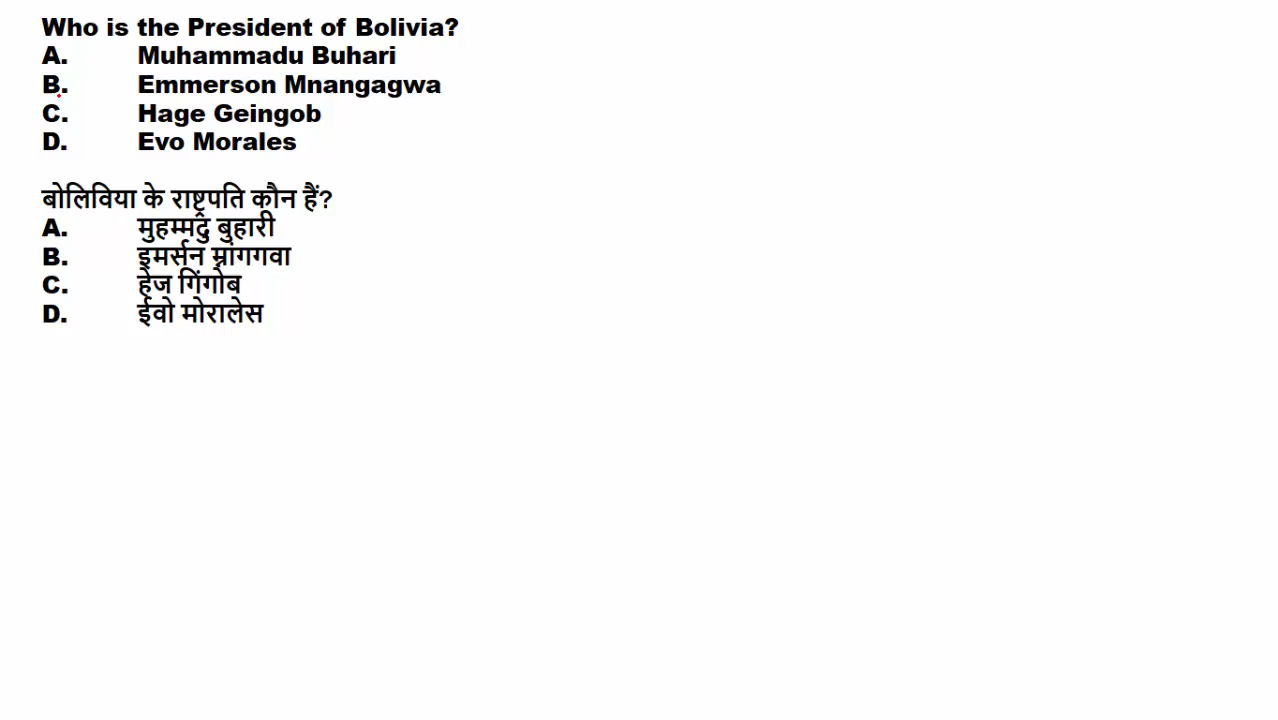 Who is the President of Bolivia?
A. Muhammadu Buhari
B. Emmerson Mnangagwa
C. Hage Geingob
D. Evo Morales
बोलिविया के राष्ट्रपति कौन हैं?
A. मुहम्मदु बुहारी
B. इमर्सन म्नांगगवा
C. हेज गिंगोब
D. ईवो मोरालेस